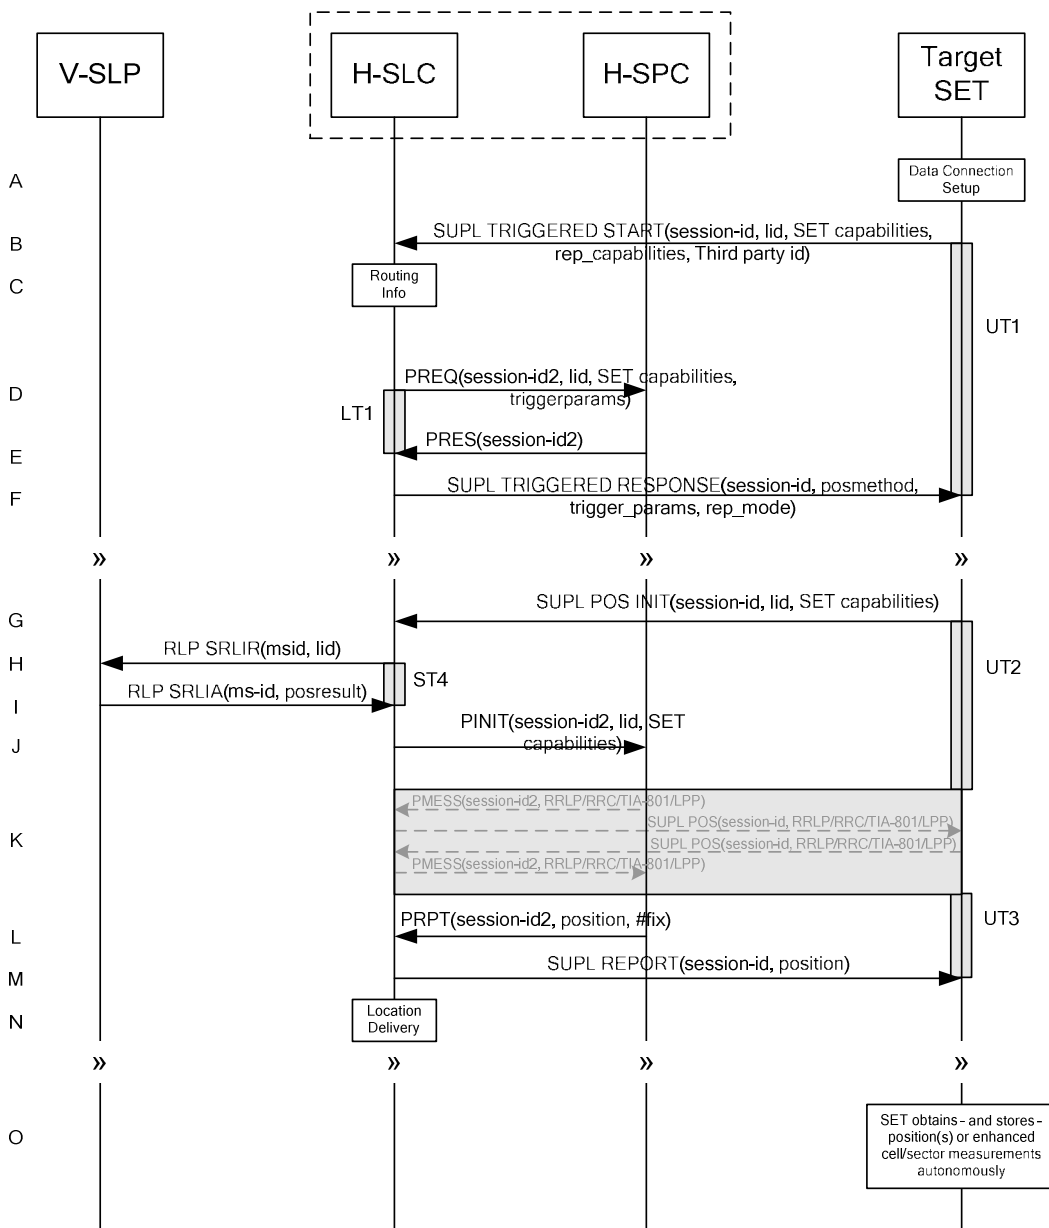 V-SLP
H-SLC
H-SPC
Target
SET
A
Data Connection
Setup
B
SUPL TRIGGERED START(session-id, lid, SET capabilities,
rep_capabilities, Third party id)
C
Routing
Info
UT1
D
PREQ(session-id2, lid, SET capabilities,
triggerparams)
LT1
E
PRES(session-id2)
F
SUPL TRIGGERED RESPONSE(session-id, posmethod,
trigger_params, rep_mode)
» » » »
G
SUPL POS INIT(session-id, lid, SET capabilities)
H
RLP SRLIR(msid, lid)
ST4
UT2
I
RLP SRLIA(ms-id, posresult)
J
PINIT(session-id2, lid, SET
capabilities)
K
PMESS(session-id2, RRLP/RRC/TIA-801/LPP)
SUPL POS(session-id, RRLP/RRC/TIA-801/LPP)
SUPL POS(session-id, RRLP/RRC/TIA-801/LPP)
PMESS(session-id2, RRLP/RRC/TIA-801/LPP)
L
PRPT(session-id2, position, #fix)
UT3
M
SUPL REPORT(session-id, position)
N
Location
Delivery
» » » »
O
SET obtains - and stores -
position(s) or enhanced
cell/sector measurements
autonomously